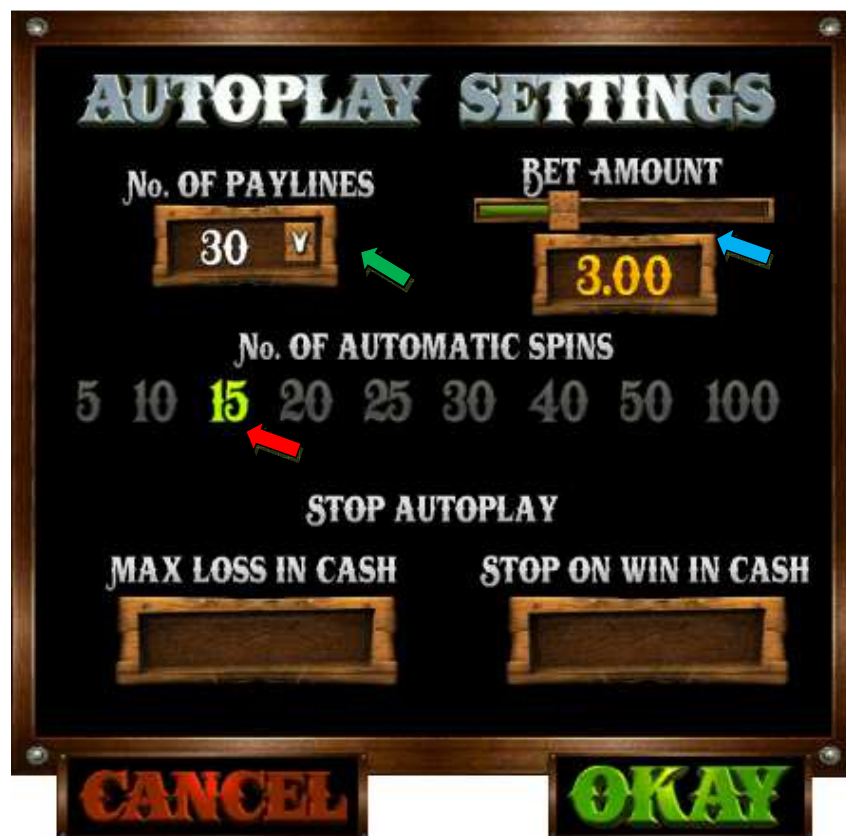 AUTOPLAY SETTINGS
No. OF PAYLINES
BET AMOUNT
30
3.00
No. OF AUTOMATIC SPINS
5 10 15 20 25 30 40 50 100
STOP AUTOPLAY
MAX LOSS IN CASH
STOP ON WIN IN CASH
CANCEL
OKAY